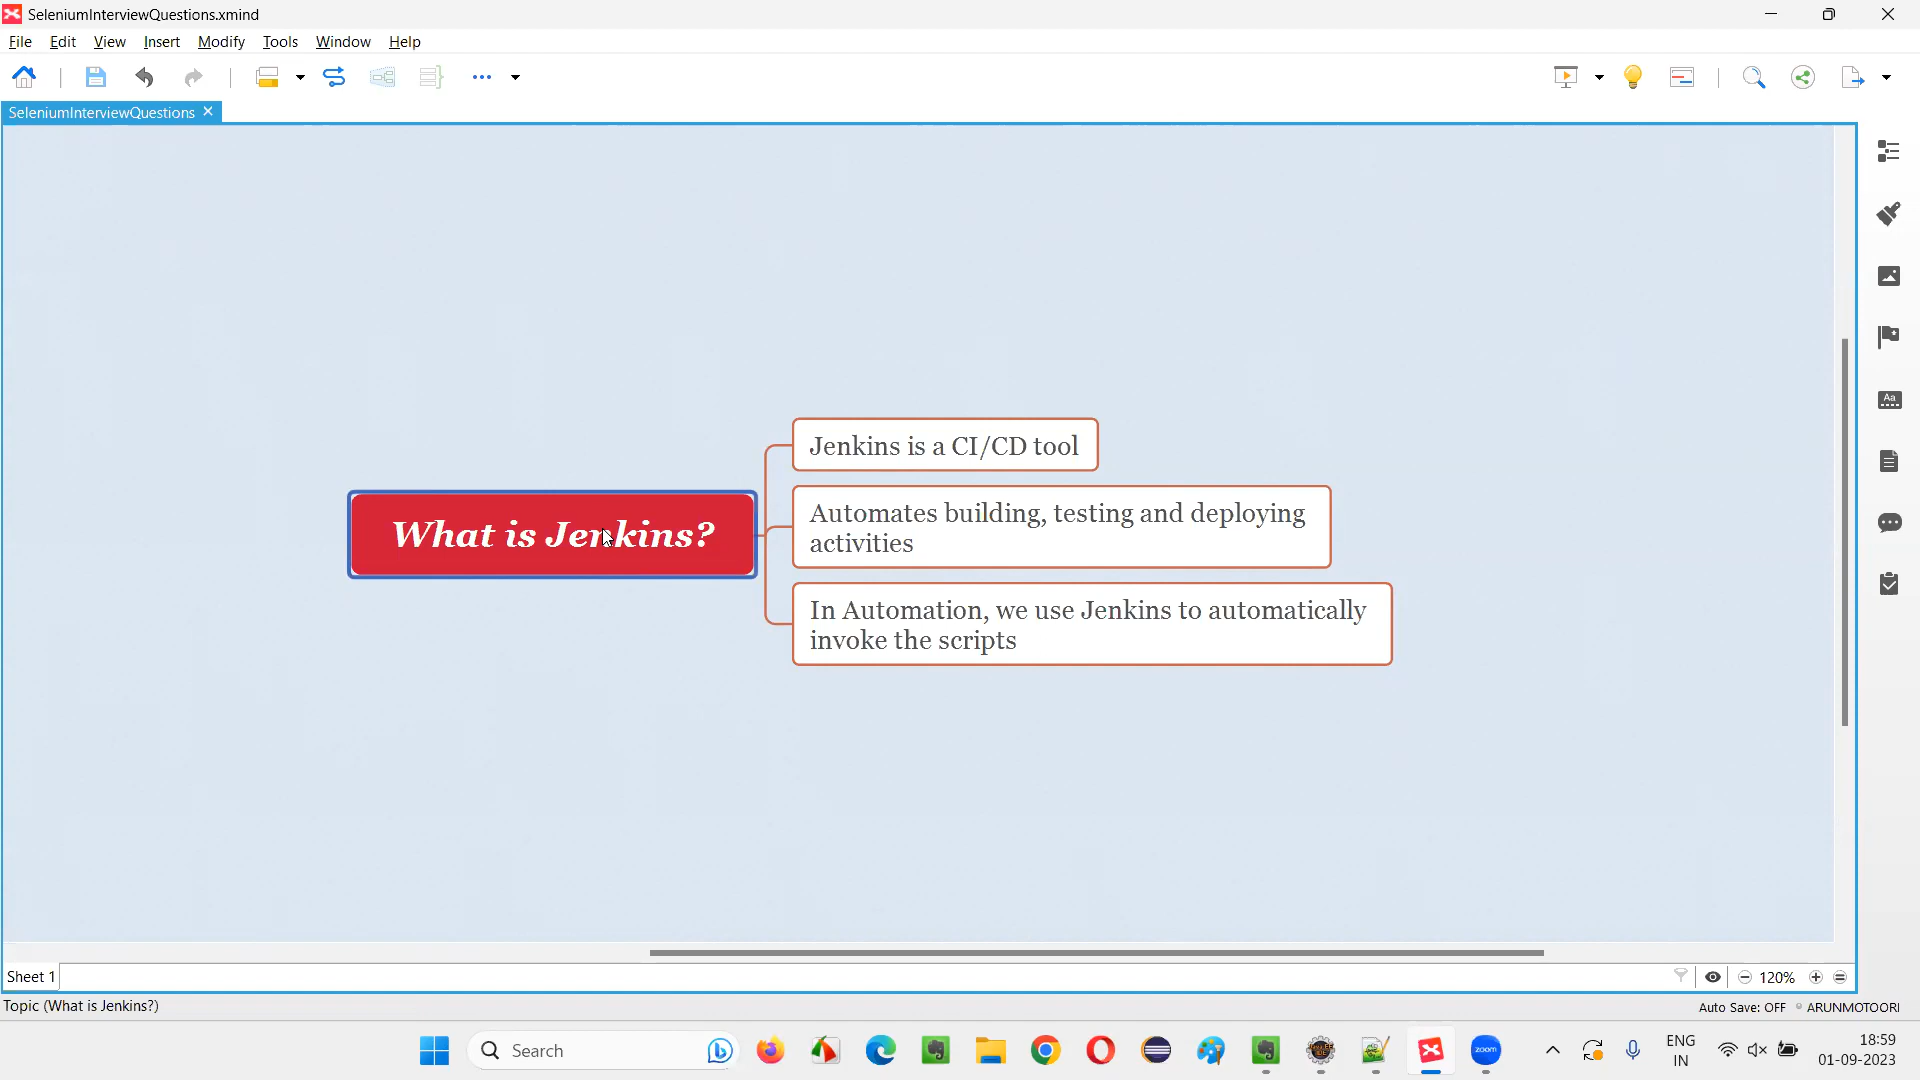 SeleniumInterviewQuestions.xmind
File Edit View Insert Modify Tools Window Help
SeleniumInterviewQuestions
Jenkins is a CI/CD tool
What is Jenkins?
Automates building, testing and deploying
activities
In Automation, we use Jenkins to automatically
invoke the scripts
Aa
Sheet 1
120%
Topic (What is Jenkins?)
Auto Save: OFF
ARUNMOTOORI
Search
zoom
ENG
IN
18:59
01-09-2023